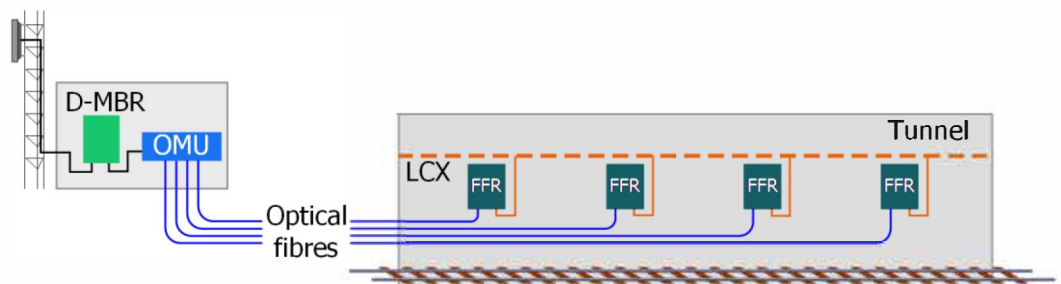 D-MBR
OMU
Optical
fibres
Tunnel
LCX
FFR
FFR
FFR
FFR